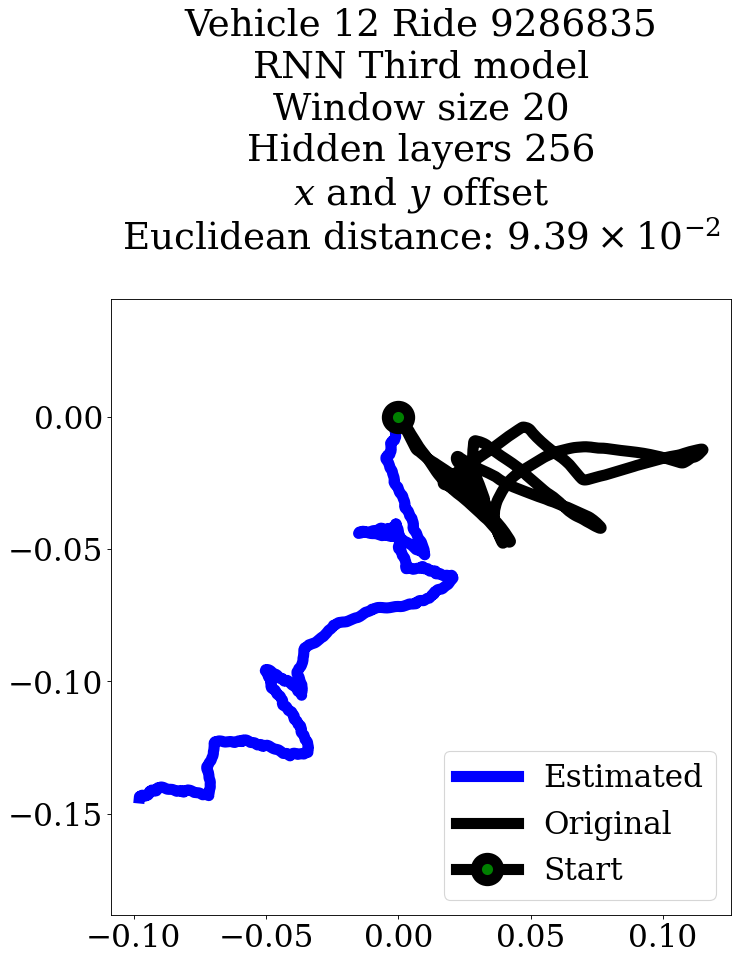 Vehicle 12 Ride 9286835
RNN Third model
Window size 20
Hidden layers 256
x and y offset
Euclidean distance: 9.39 × 10⁻²
0.00
−0.05
−0.10
−0.15
Estimated
Original
Start
−0.10 −0.05 0.00 0.05 0.10